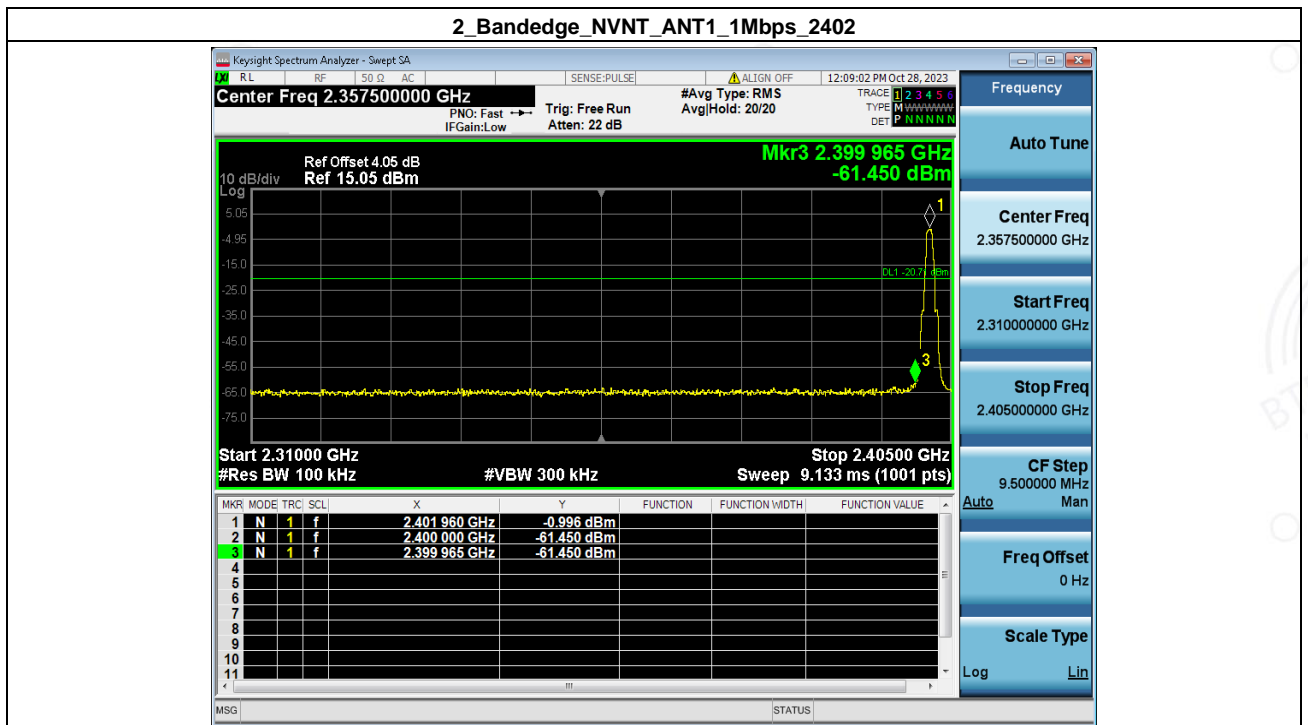 2_Bandedge_NVNT_ANT1_1Mbps_2402
Keysight Spectrum Analyzer - Swept SA
LXI RL RF 50 Ω AC SENSE:PULSE ALIGN OFF 12:09:02 PM Oct 28, 2023
Center Freq 2.357500000 GHz
PNO: Fast
IFGain:Low
Trig: Free Run
Atten: 22 dB
#Avg Type: RMS
Avg|Hold: 20/20
TRACE 1 2 3 4 5 6
TYPE M WWWWW
DET P N N N N N
Mkr3 2.399 965 GHz
-61.450 dBm
Ref Offset 4.05 dB
10 dB/div Ref 15.05 dBm
Log
5.05
-4.95
-15.0
-25.0
-35.0
-45.0
-55.0
-65.0
-75.0
1
3
Start 2.31000 GHz Stop 2.40500 GHz
#Res BW 100 kHz #VBW 300 kHz Sweep 9.133 ms (1001 pts)
MKR MODE TRC SCL X Y FUNCTION FUNCTION WIDTH FUNCTION VALUE
1 N 1 f 2.401 960 GHz -0.996 dBm
2 N 1 f 2.400 000 GHz -61.450 dBm
3 N 1 f 2.399 965 GHz -61.450 dBm
4
5
6
7
8
9
10
11
MSG STATUS
Frequency
Auto Tune
Center Freq
2.357500000 GHz
Start Freq
2.310000000 GHz
Stop Freq
2.405000000 GHz
CF Step
9.500000 MHz
Auto Man
Freq Offset
0 Hz
Scale Type
Log Lin